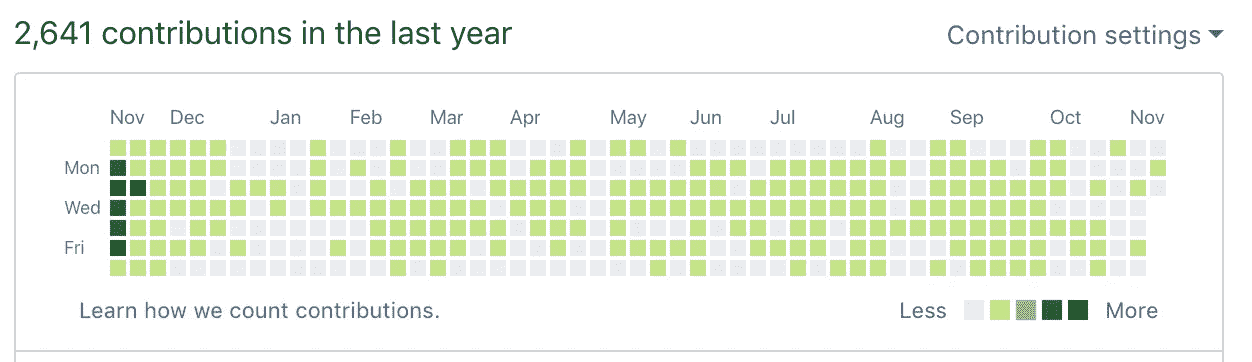 2,641 contributions in the last year
Contribution settings
Nov Dec Jan Feb Mar Apr May Jun Jul Aug Sep Oct Nov
Mon
Wed
Fri
Learn how we count contributions.
Less More